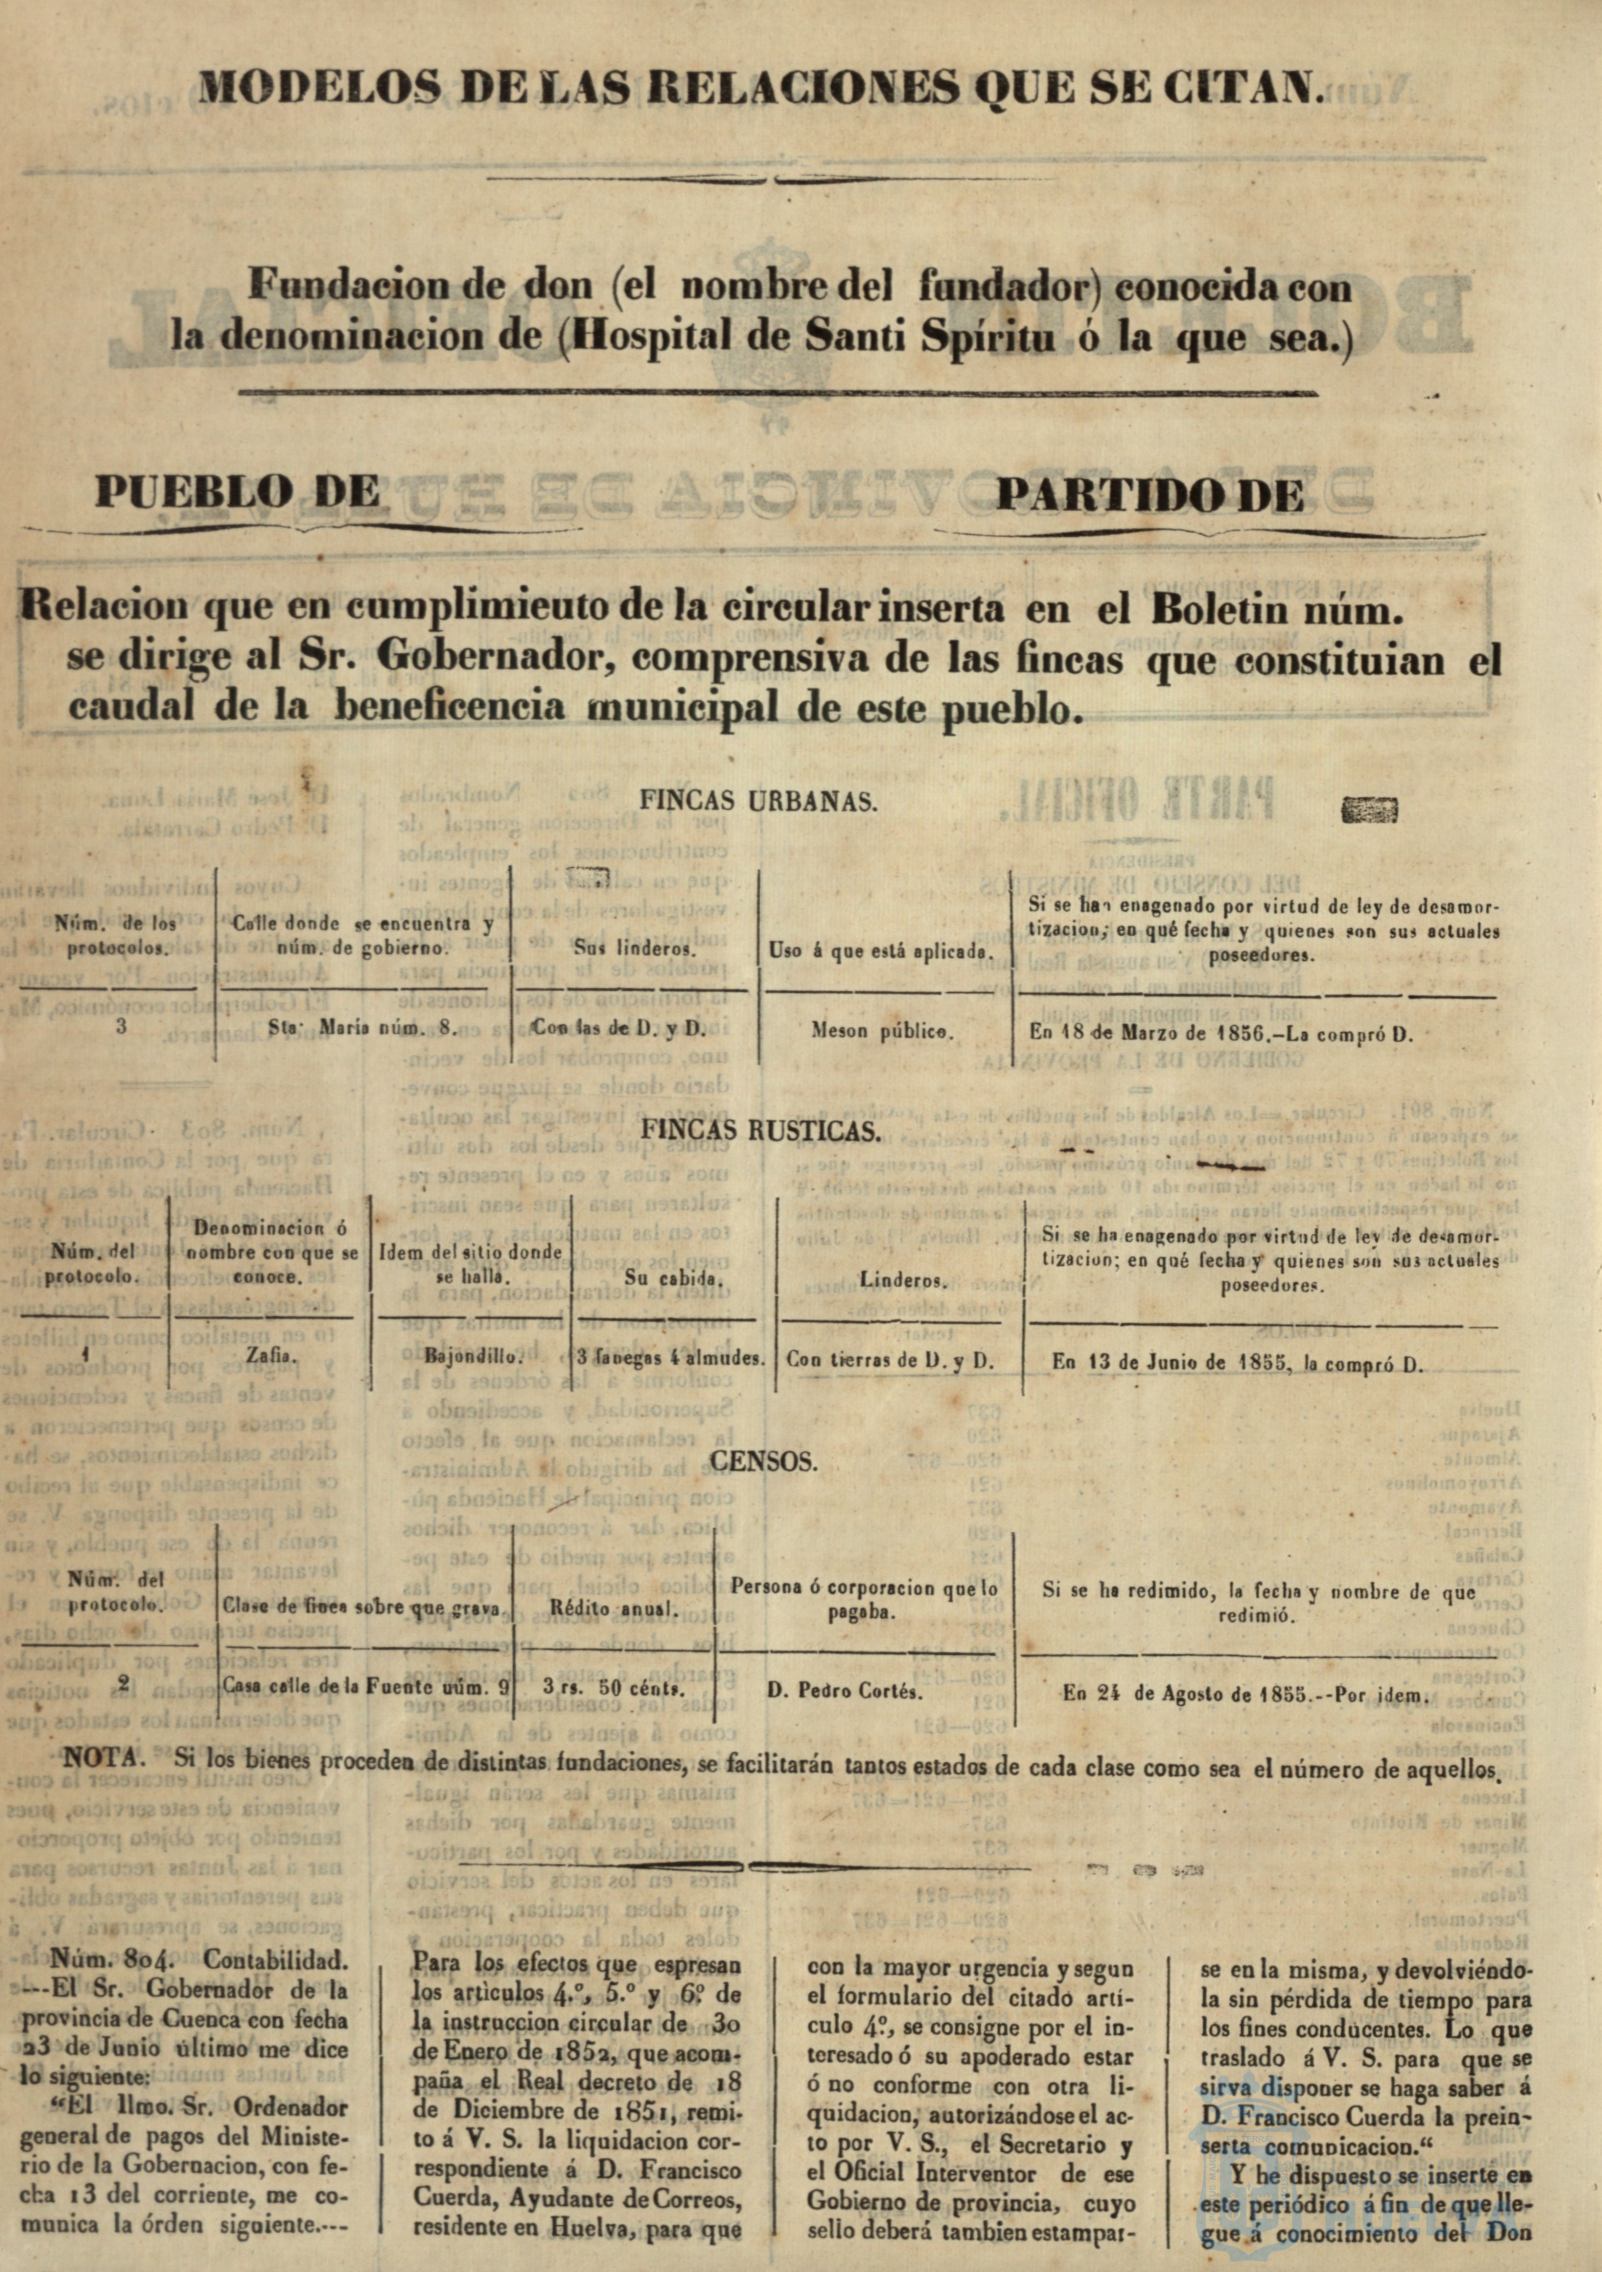 MODELOS DE LAS RELACIONES QUE SE CITAN.
Fundacion de don (el nombre del fundador) conocida con
la denominacion de (Hospital de Santi Spíritu ó la que sea.)
PUEBLO DE
PARTIDO DE
Relacion que en cumplimiento de la circular inserta en el Boletin núm.
se dirige al Sr. Gobernador, comprensiva de las fincas que constituian el
caudal de la beneficencia municipal de este pueblo.
FINCAS URBANAS.
Núm. de los
protocolos.
Calle donde se encuentra y
núm. de gobierno.
Sus linderos.
Uso á que está aplicada.
Si se han enagenado por virtud de ley de desamor-
tizacion; en qué fecha y quienes son sus actuales
poseedores.
3
Sta. María núm. 8.
Con las de D. y D.
Meson público.
En 18 de Marzo de 1856.—La compró D.
FINCAS RUSTICAS.
Núm. del
protocolo.
Denominacion ó
nombre con que se
conoce.
Idem del sitio donde
se halla.
Su cabida.
Linderos.
Si se ha enagenado por virtud de ley de desamor-
tizacion; en qué fecha y quienes son sus actuales
poseedores.
1
Zafia.
Bajondillo.
3 fanegas 4 almudes.
Con tierras de D. y D.
En 13 de Junio de 1855, la compró D.
CENSOS.
Núm. del
protocolo.
Clase de finca sobre que grava.
Rédito anual.
Persona ó corporacion que lo
pagaba.
Si se ha redimido, la fecha y nombre de que
redimió.
2
Casa calle de la Fuente núm. 9
3 rs. 50 cénts.
D. Pedro Cortés.
En 24 de Agosto de 1855.--Por idem.
NOTA. Si los bienes proceden de distintas fundaciones, se facilitarán tantos estados de cada clase como sea el número de aquellos.
Núm. 804. Contabilidad.
---El Sr. Gobernador de la
provincia de Cuenca con fecha
23 de Junio último me dice
lo siguiente:
“El Ilmo. Sr. Ordenador
general de pagos del Ministe-
rio de la Gobernacion, con fe-
cha 13 del corriente, me co-
munica la órden siguiente.---
Para los efectos que espresan
los artìculos 4.º, 5.º y 6.º de
la instruccion circular de 30
de Enero de 1852, que acom-
paña el Real decreto de 18
de Diciembre de 1851, remi-
to á V. S. la liquidacion cor-
respondiente á D. Francisco
Cuerda, Ayudante de Correos,
residente en Huelva, para que
con la mayor urgencia y segun
el formulario del citado artí-
culo 4.º, se consigne por el in-
teresado ó su apoderado estar
ó no conforme con otra li-
quidacion, autorizándose el ac-
to por V. S., el Secretario y
el Oficial Interventor de ese
Gobierno de provincia, cuyo
sello deberá tambien estampar-
se en la misma, y devolviéndo-
la sin pérdida de tiempo para
los fines conducentes. Lo que
traslado á V. S. para que se
sirva disponer se haga saber á
D. Francisco Cuerda la prein-
serta comunicacion.“
Y he dispuesto se inserte en
este periódico á fin de que lle-
gue á conocimiento del Don